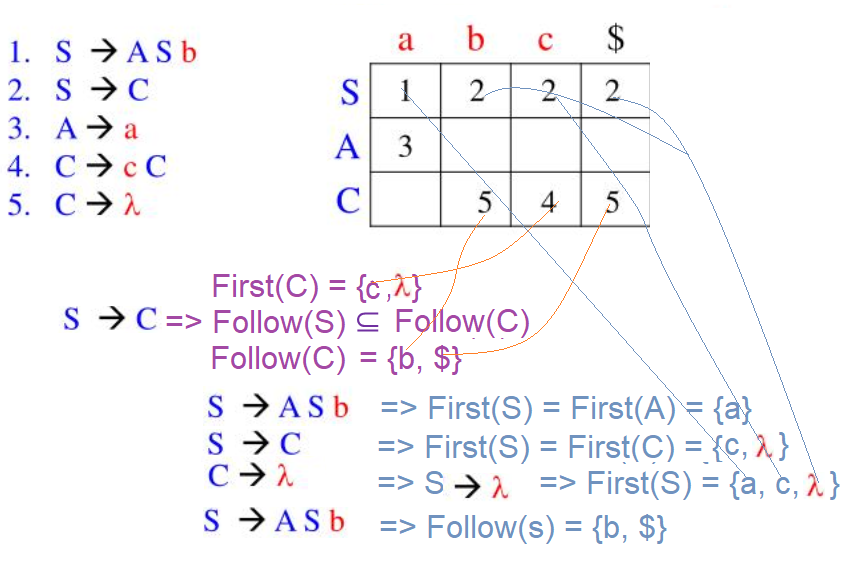 1. S → A S b
2. S → C
3. A → a
4. C → c C
5. C → λ
a b c $
S 1 2 2 2
A 3
C 5 4 5
First(C) = {c ,λ}
S → C => Follow(S) ⊆ Follow(C)
Follow(C) = {b, $}
S → A S b => First(S) = First(A) = {a}
S → C => First(S) = First(C) = {c, λ }
C → λ => S → λ => First(S) = {a, c, λ }
S → A S b => Follow(s) = {b, $}